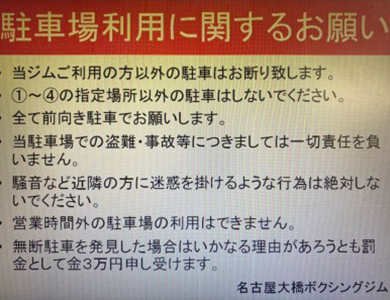 駐車場利用に関するお願い
・ 当ジムご利用の方以外の駐車はお断り致します。
・ ①～④の指定場所以外の駐車はしないでください。
・ 全て前向き駐車でお願いします。
・ 当駐車場での盗難・事故等につきましては一切責任を負
いません。
・ 騒音など近隣の方に迷惑を掛けるような行為は絶対しな
いでください。
・ 営業時間外の駐車場の利用はできません。
・ 無断駐車を発見した場合はいかなる理由があろうとも罰
金として金3万円申し受けます。
名古屋大橋ボクシングジム